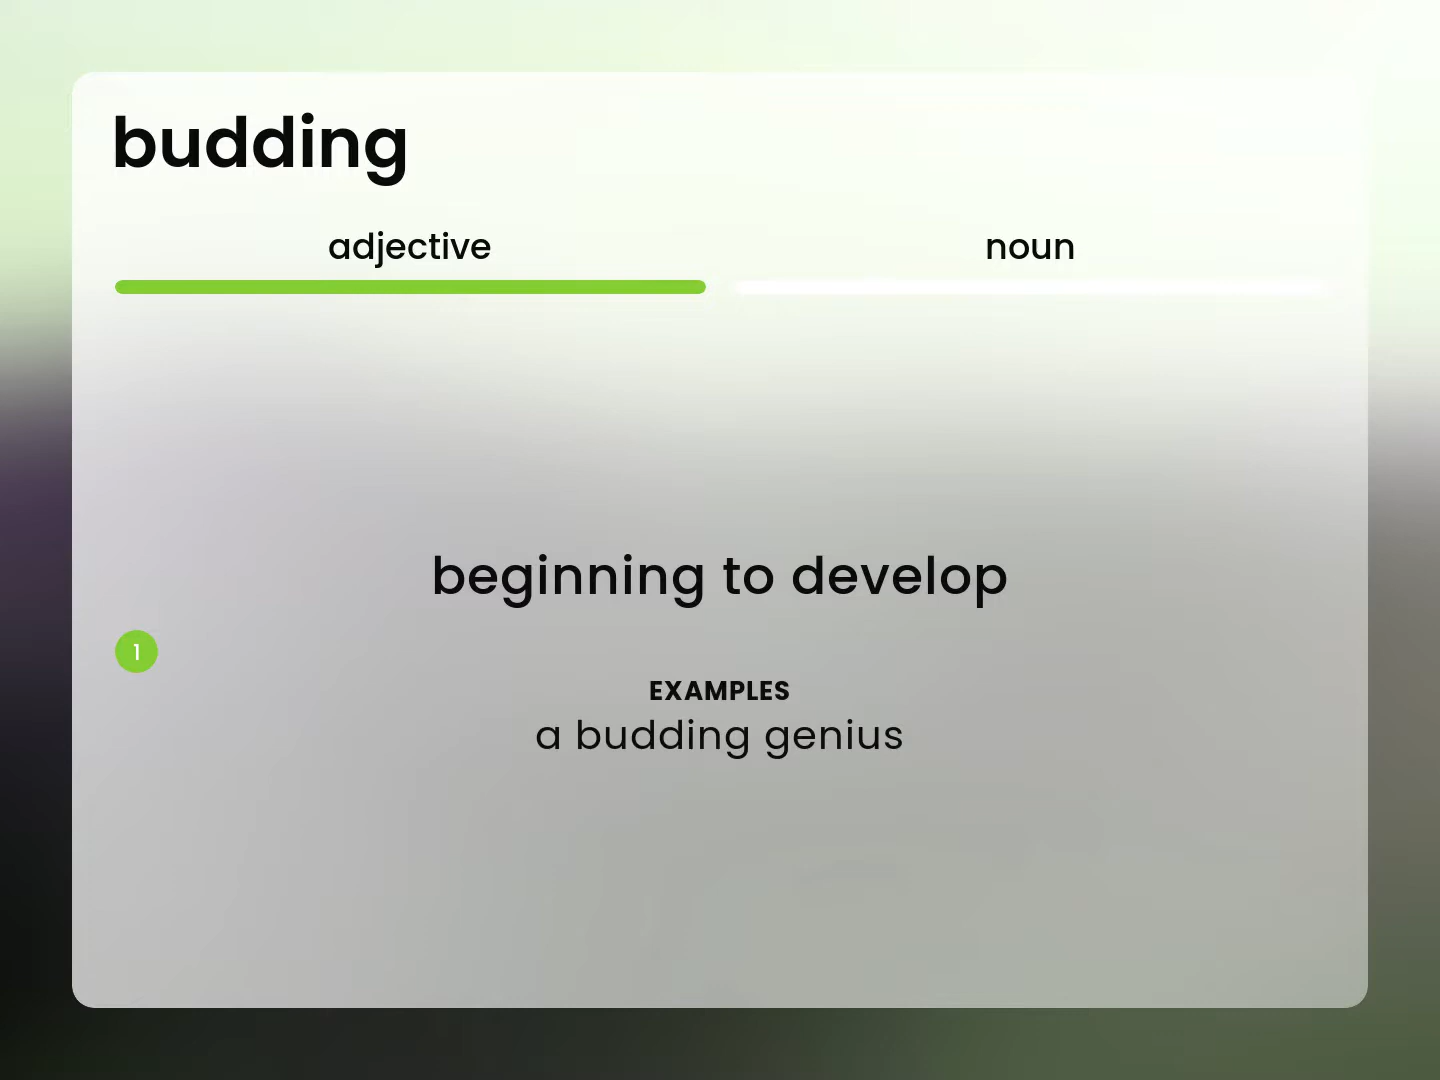 budding
adjective
noun
beginning to develop
1
EXAMPLES
a budding genius